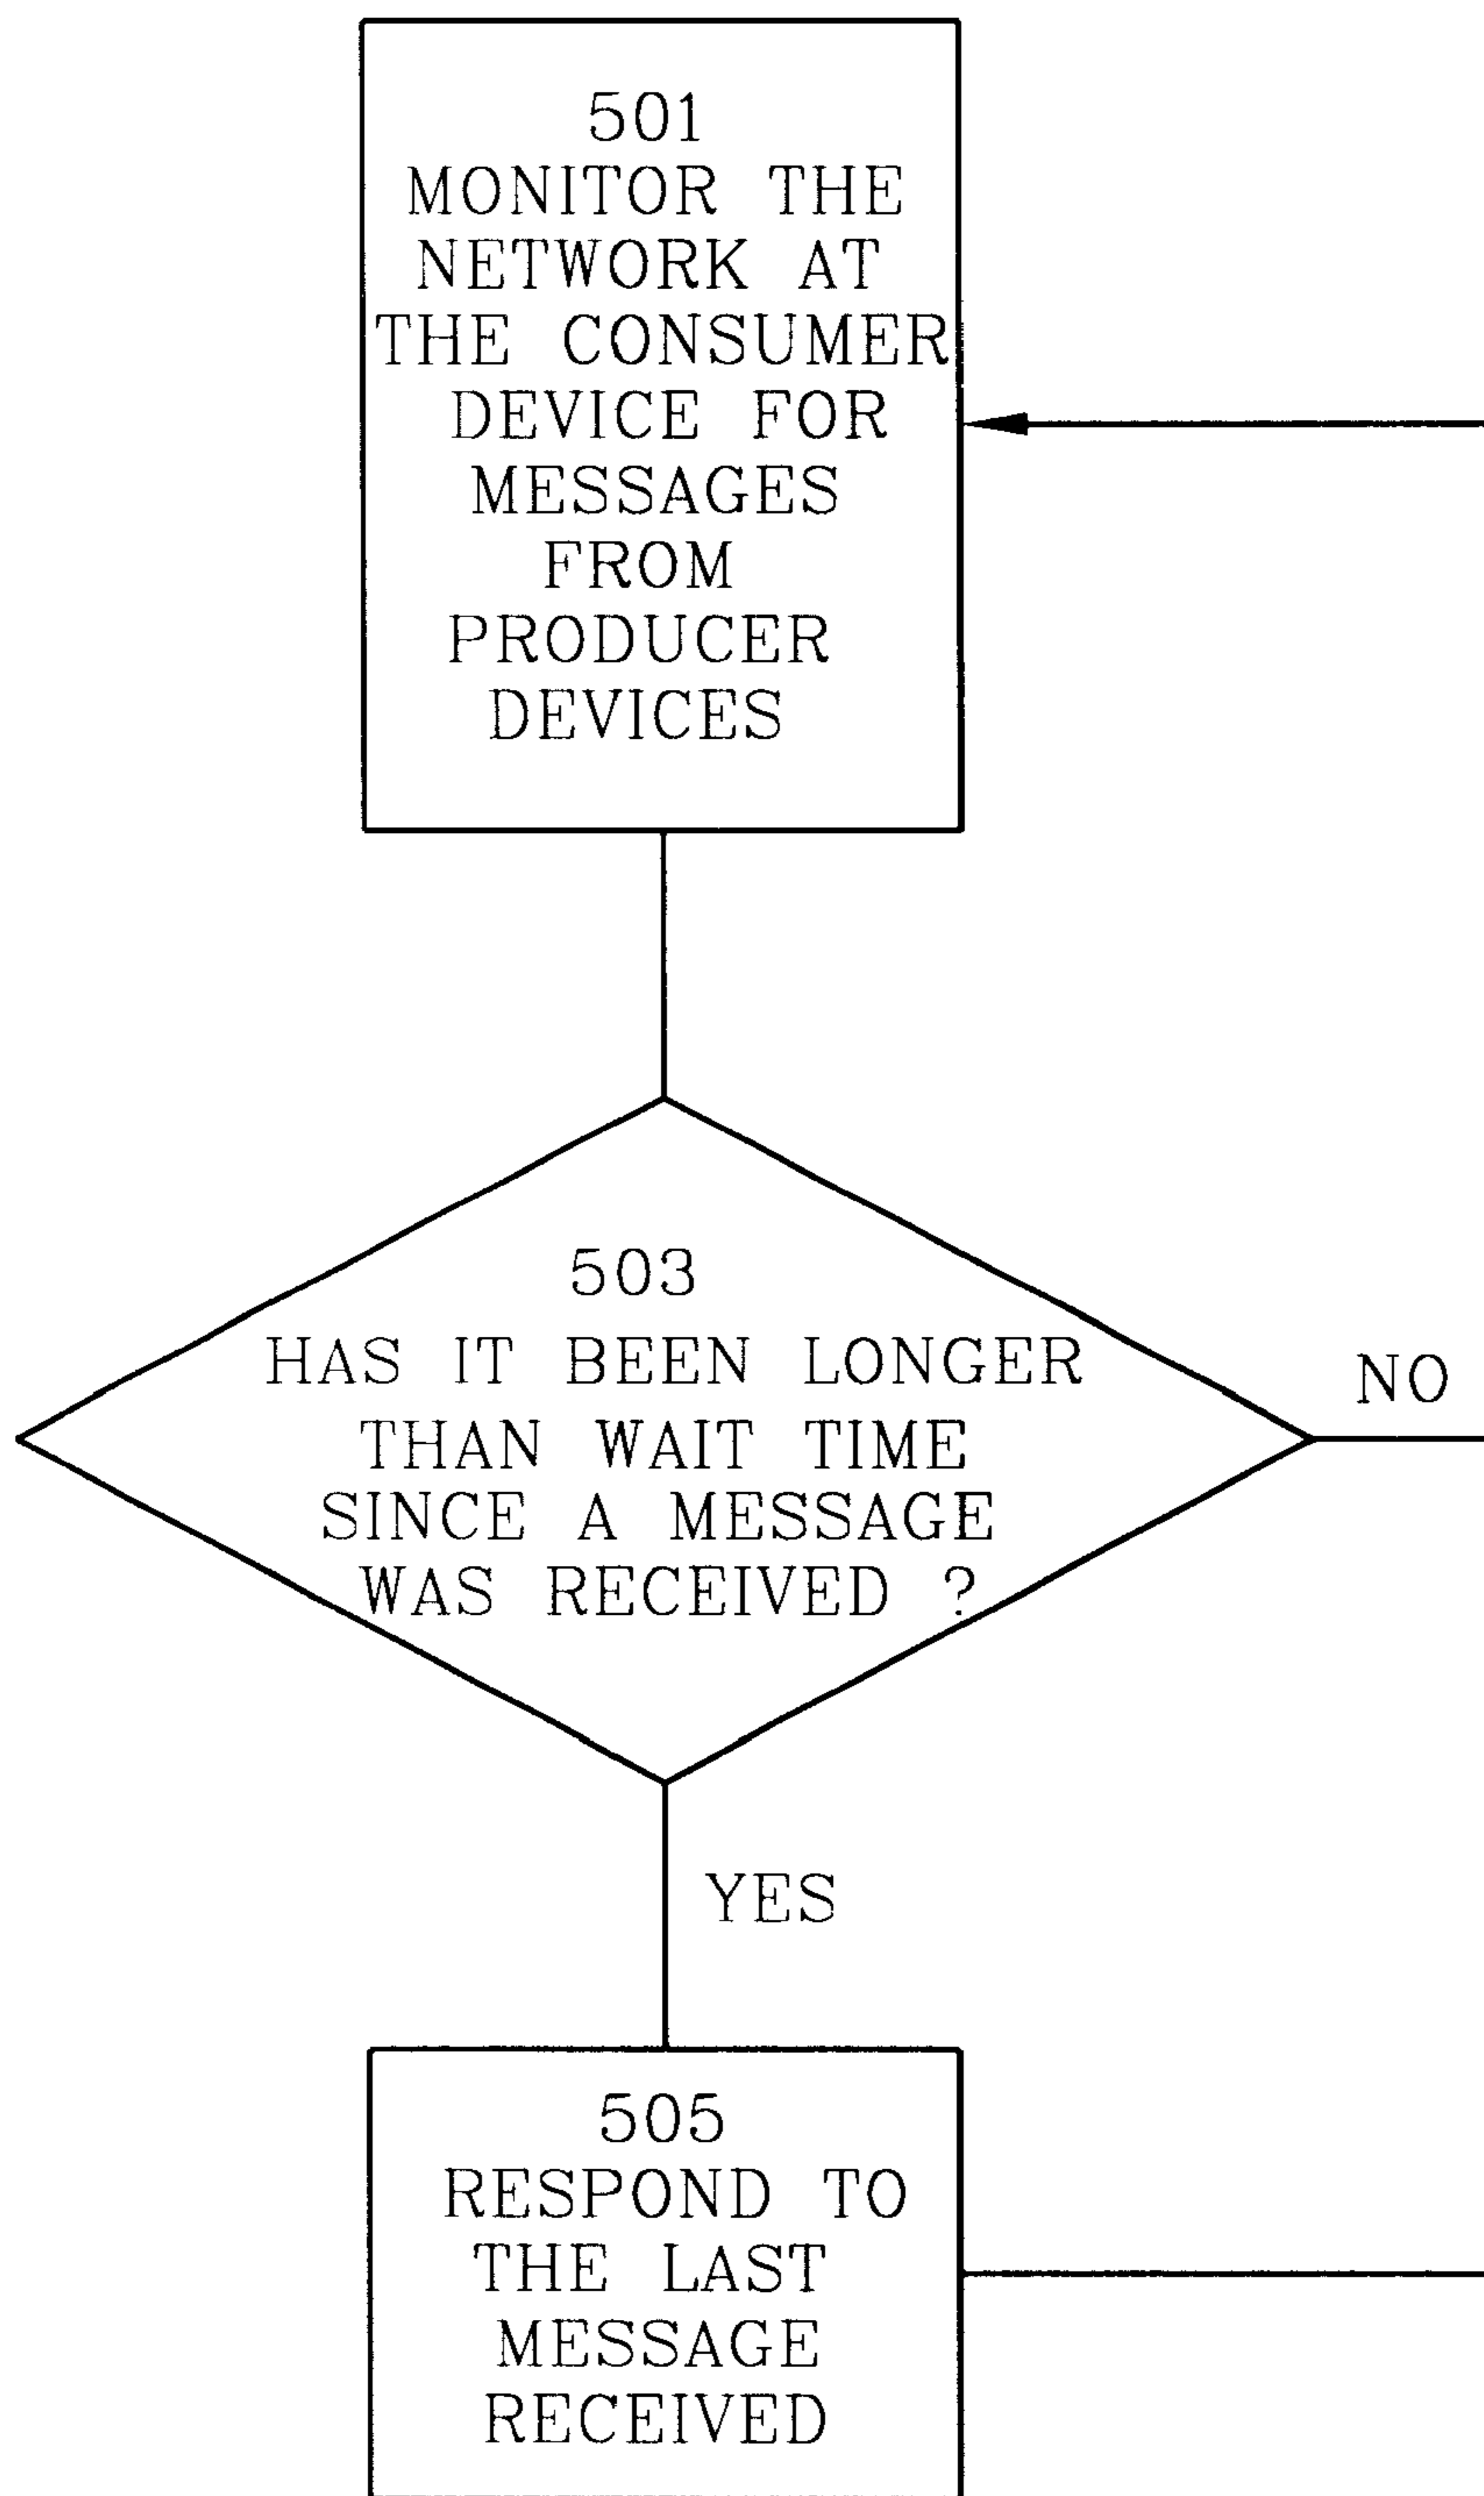 501
MONITOR THE
NETWORK AT
THE CONSUMER
DEVICE FOR
MESSAGES
FROM
PRODUCER
DEVICES
503
HAS IT BEEN LONGER
THAN WAIT TIME
SINCE A MESSAGE
WAS RECEIVED ?
NO
YES
505
RESPOND TO
THE LAST
MESSAGE
RECEIVED